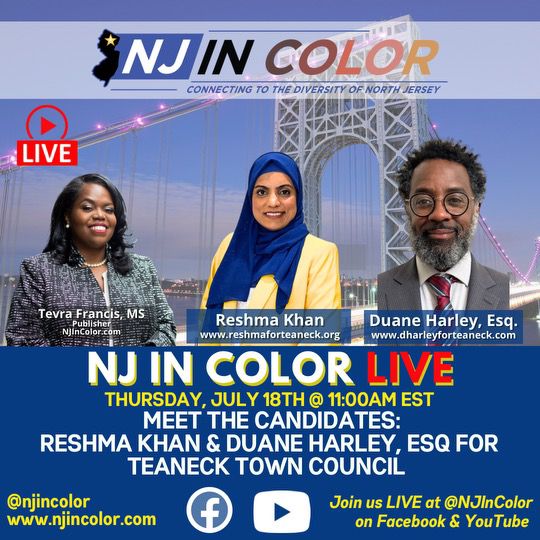 NJ IN COLOR
CONNECTING TO THE DIVERSITY OF NORTH JERSEY
LIVE
Tevra Francis, MS
Publisher
NJInColor.com
Reshma Khan
www.reshmaforteaneck.org
Duane Harley, Esq.
www.dharleyforteaneck.com
NJ IN COLOR LIVE
THURSDAY, JULY 18TH @ 11:00AM EST
MEET THE CANDIDATES:
RESHMA KHAN & DUANE HARLEY, ESQ FOR
TEANECK TOWN COUNCIL
@njincolor
www.njincolor.com
Join us LIVE at @NJInColor
on Facebook & YouTube